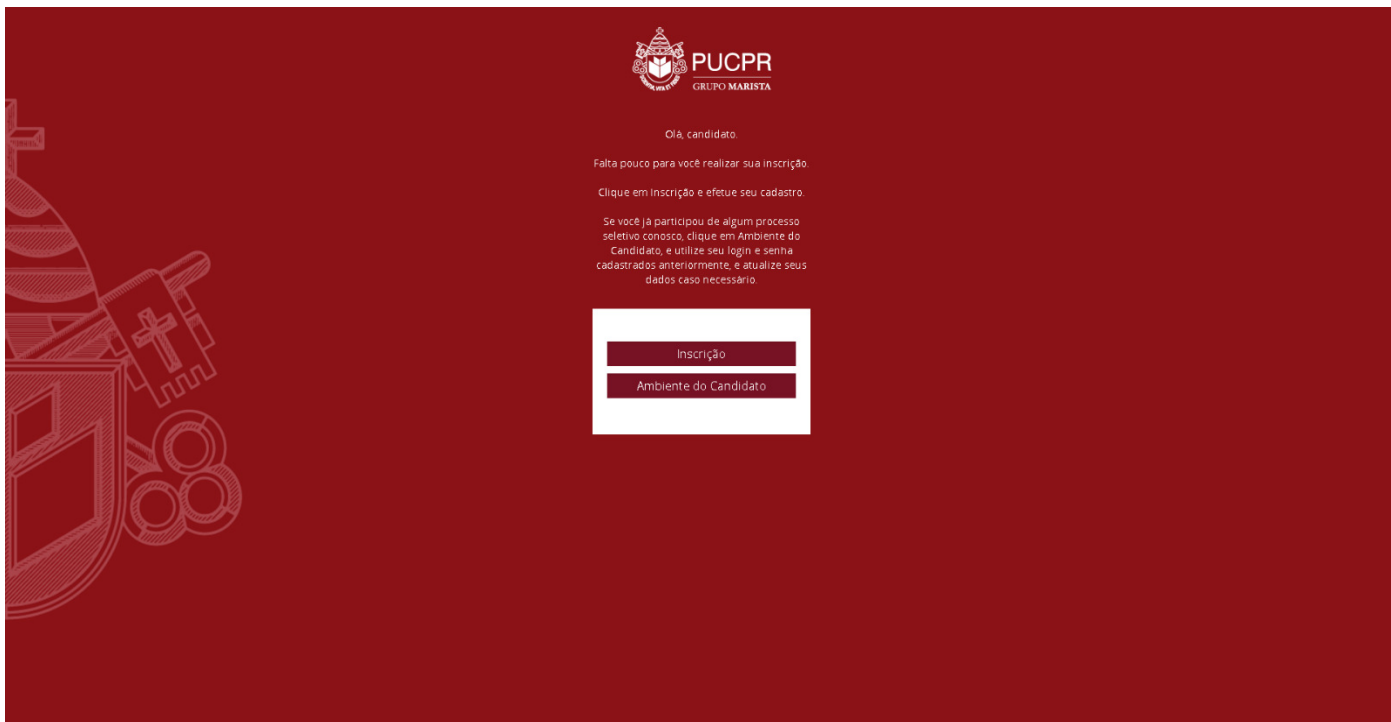 PUCPR
GRUPO MARISTA
Olá, candidato.
Falta pouco para você realizar sua inscrição.
Clique em Inscrição e efetue seu cadastro.
Se você já participou de algum processo
seletivo conosco, clique em Ambiente do
Candidato, e utilize seu login e senha
cadastrados anteriormente, e atualize seus
dados caso necessário.
Inscrição
Ambiente do Candidato